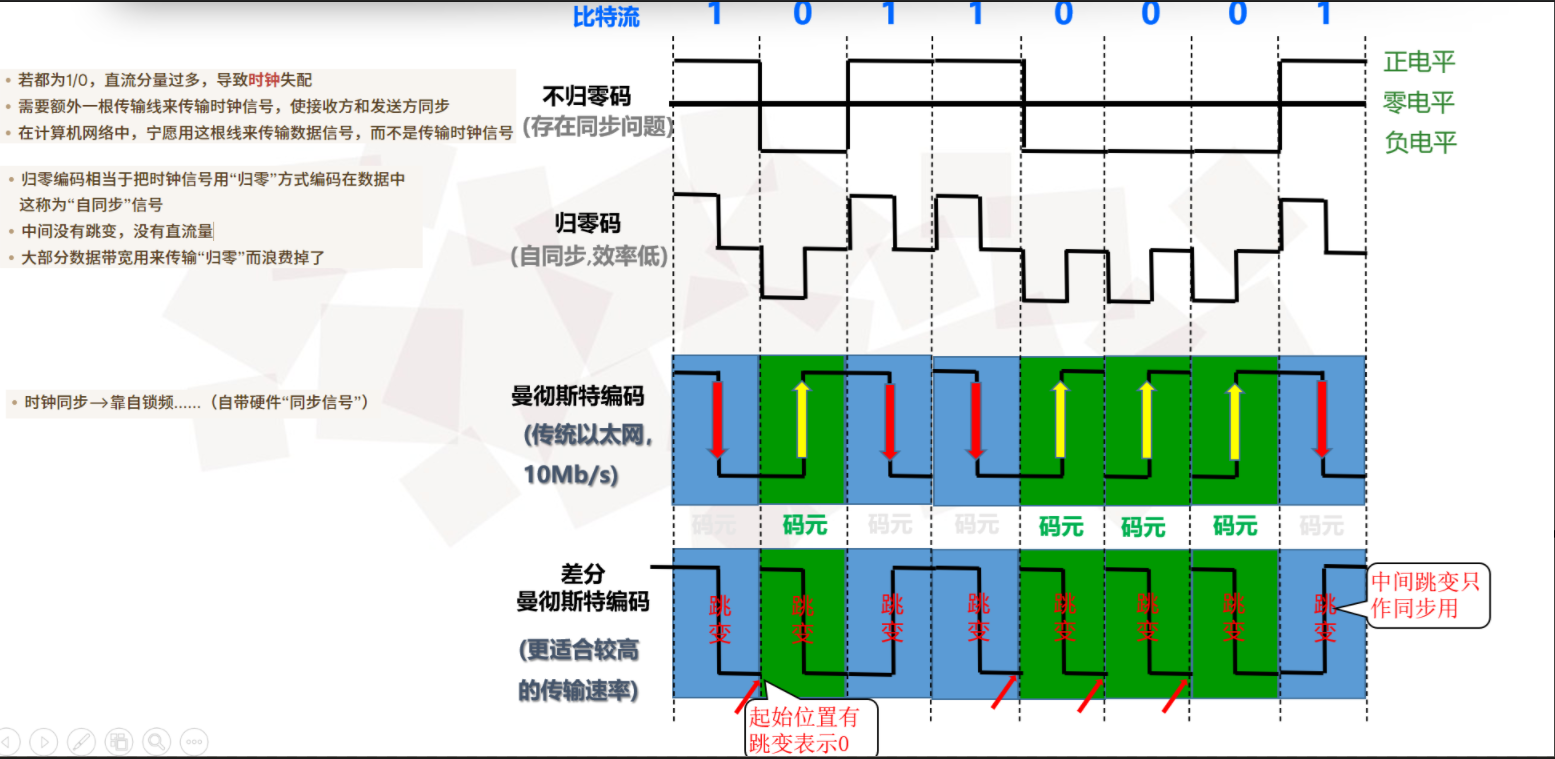 比特流 1 0 1 1 0 0 0 1
• 若都为1/0，直流分量过多，导致时钟失配
• 需要额外一根传输线来传输时钟信号，使接收方和发送方同步
• 在计算机网络中，宁愿用这根线来传输数据信号，而不是传输时钟信号
不归零码
(存在同步问题)
正电平
零电平
负电平
• 归零编码相当于把时钟信号用“归零”方式编码在数据中
这称为“自同步”信号
• 中间没有跳变，没有直流量
• 大部分数据带宽用来传输“归零”而浪费掉了
归零码
(自同步,效率低)
• 时钟同步→靠自锁频……（自带硬件“同步信号”）
曼彻斯特编码
(传统以太网,
10Mb/s)
码元 码元 码元 码元 码元 码元 码元 码元
差分
曼彻斯特编码
(更适合较高
的传输速率)
跳变 跳变 跳变 跳变 跳变 跳变 跳变 跳变
中间跳变只
作同步用
起始位置有
跳变表示0